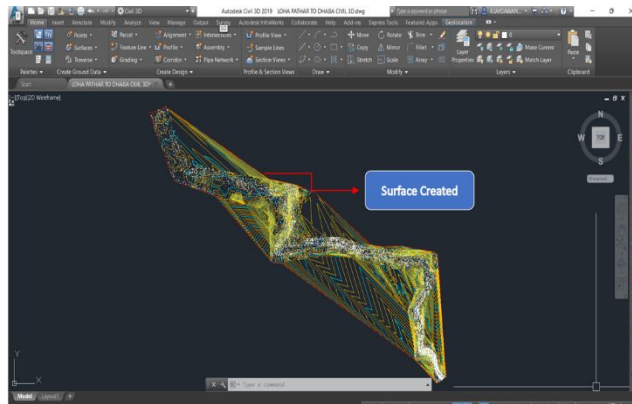 Civil 3D
Autodesk Civil 3D 2019 LOHA PATHAR TO DHABA CIVIL 3D.dwg
Home Insert Annotate Modify Analyze View Manage Output Survey Autodesk InfraWorks Collaborate Help Add-ins Express Tools Featured Apps Geolocation
Toolspace
Points
Surfaces
Traverse
Parcel
Feature Line
Grading
Alignment
Profile
Corridor
Intersections
Assembly
Pipe Network
Profile View
Sample Lines
Section Views
Move
Copy
Stretch
Rotate
Mirror
Scale
Trim
Fillet
Array
Layer
Properties
Make Current
Match Layer
Paste
Palettes
Create Ground Data
Create Design
Profile & Section Views
Draw
Modify
Layers
Clipboard
Start
LOHA PATHAR TO DHABA CIVIL 3D*
[-][Top][2D Wireframe]
N
W
TOP
E
S
Surface Created
Y
X
Type a command
Model
Layout1